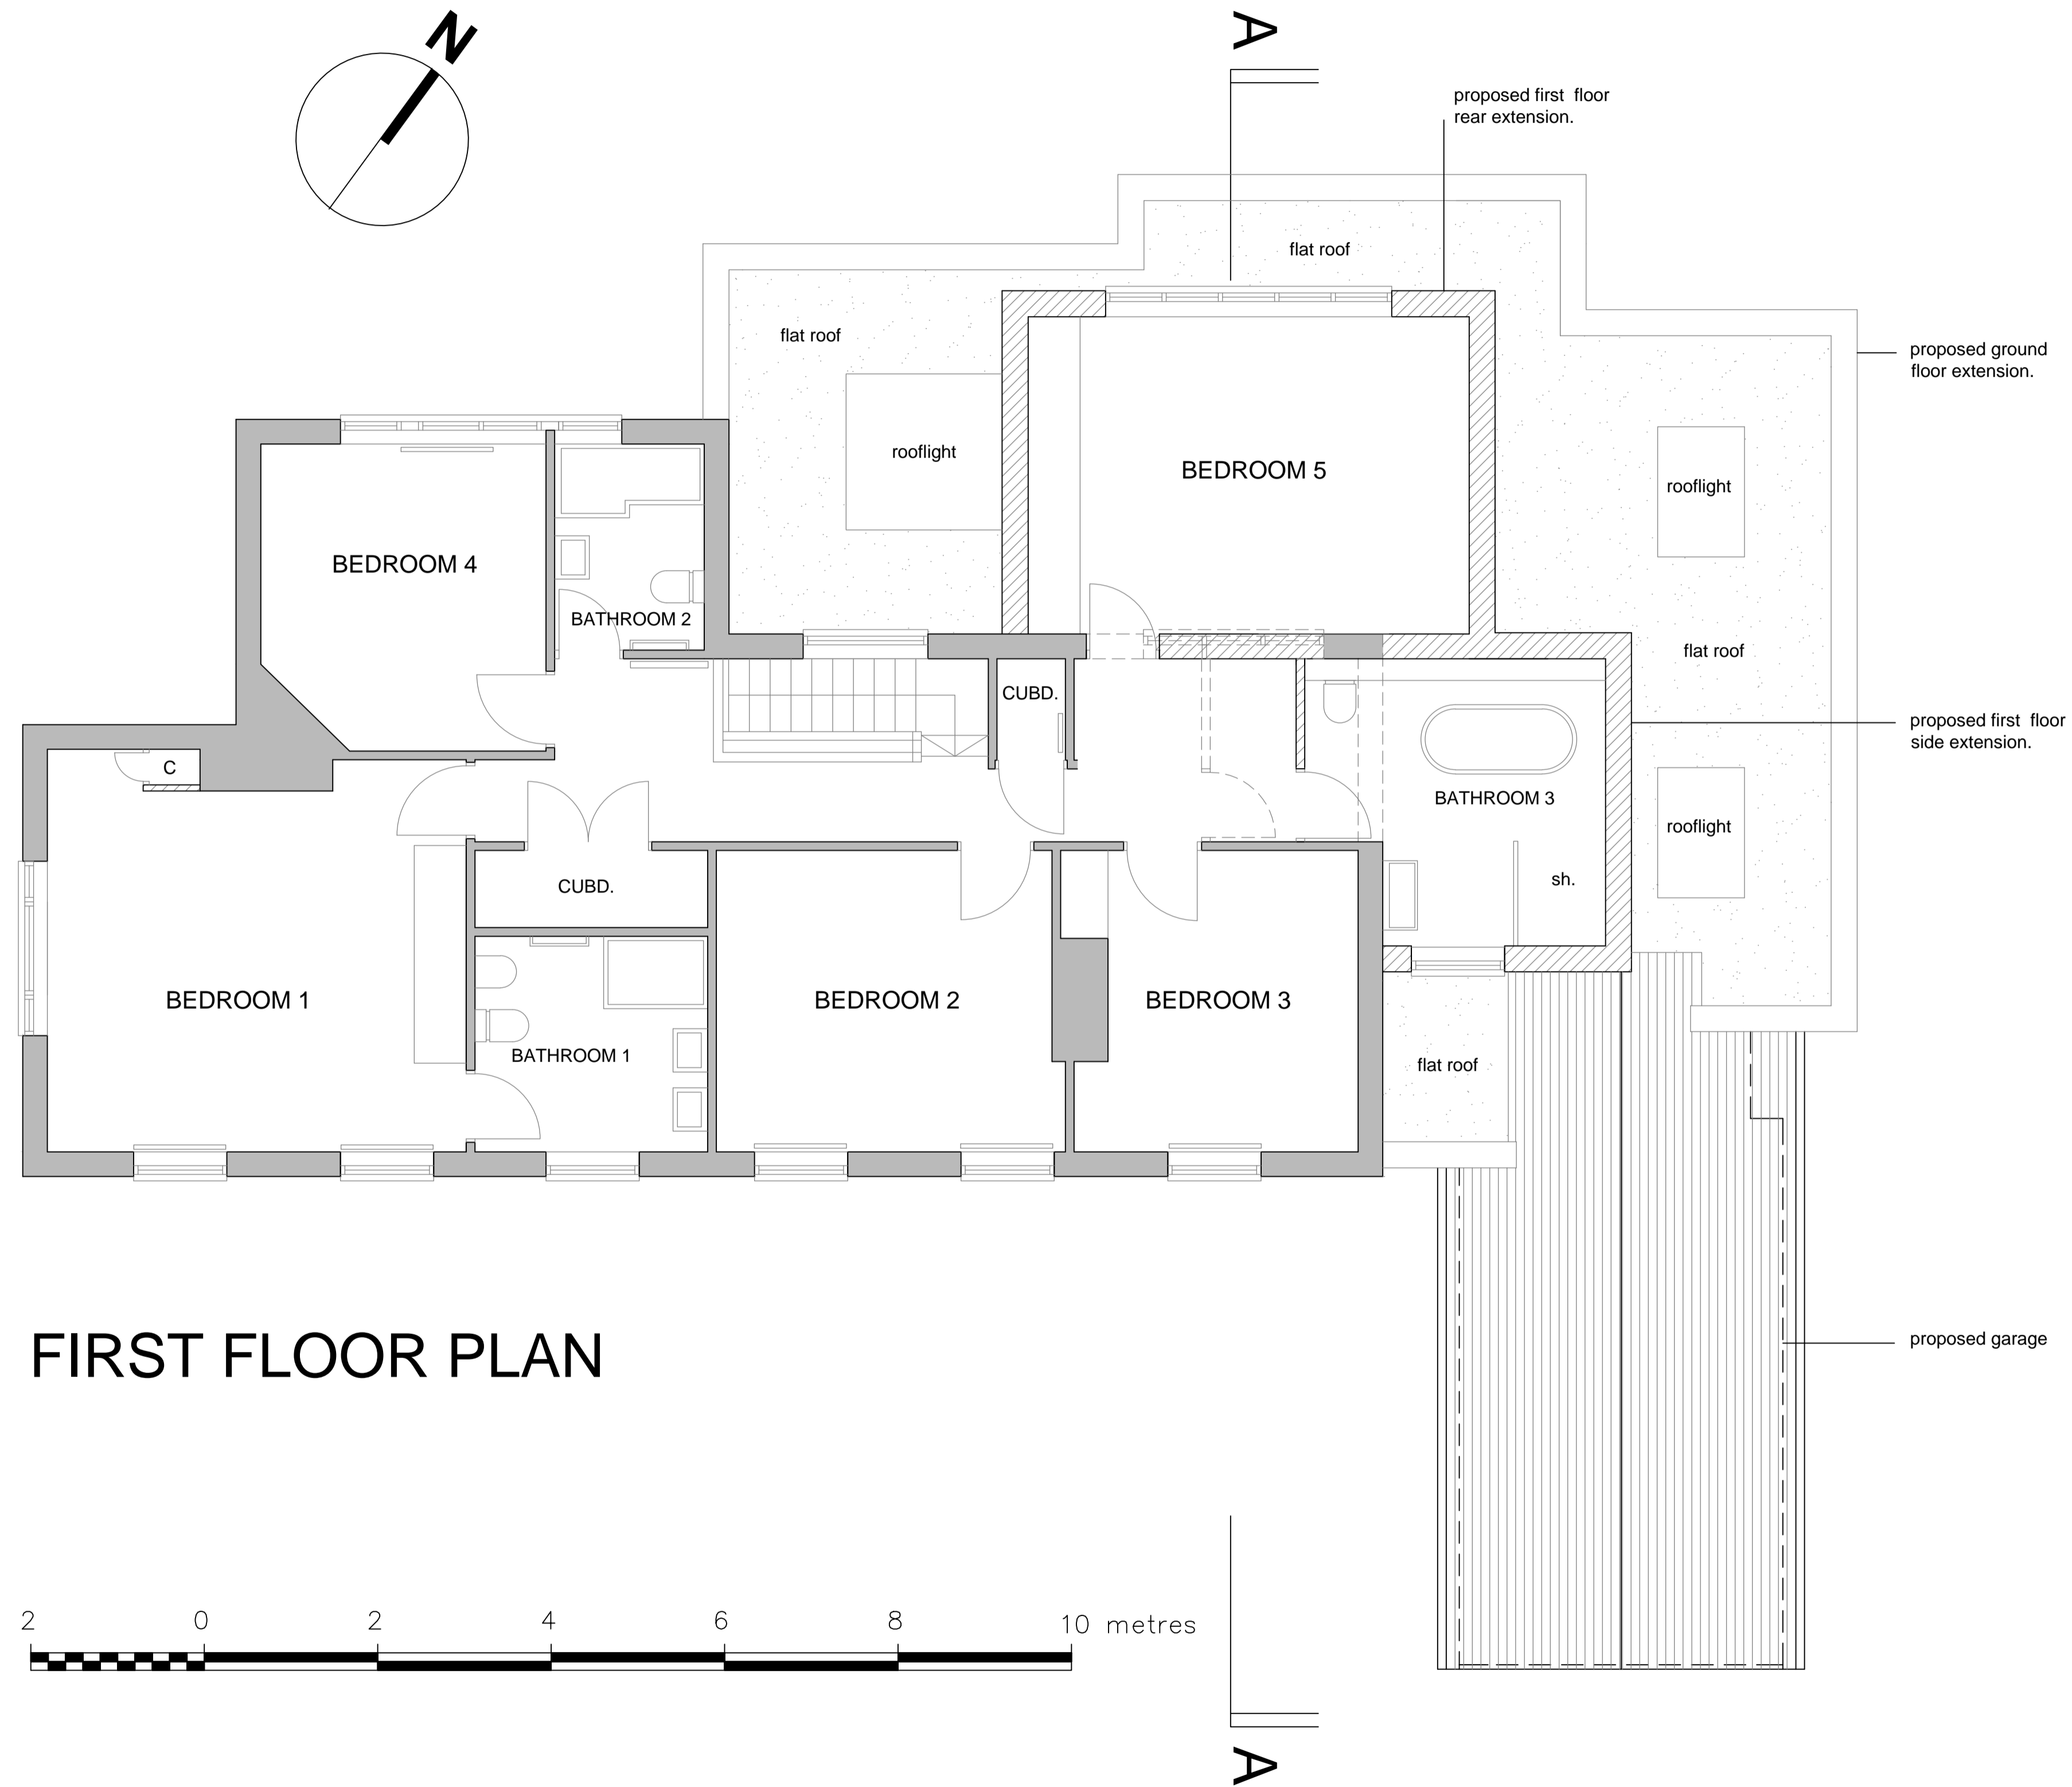 N
A
proposed first floor
rear extension.
flat roof
flat roof
proposed ground
floor extension.
rooflight
BEDROOM 5
rooflight
BEDROOM 4
BATHROOM 2
flat roof
CUBD.
proposed first floor
side extension.
C
BATHROOM 3
rooflight
CUBD.
sh.
BEDROOM 1
BEDROOM 2
BEDROOM 3
BATHROOM 1
flat roof
FIRST FLOOR PLAN
proposed garage
2 0 2 4 6 8 10 metres
A